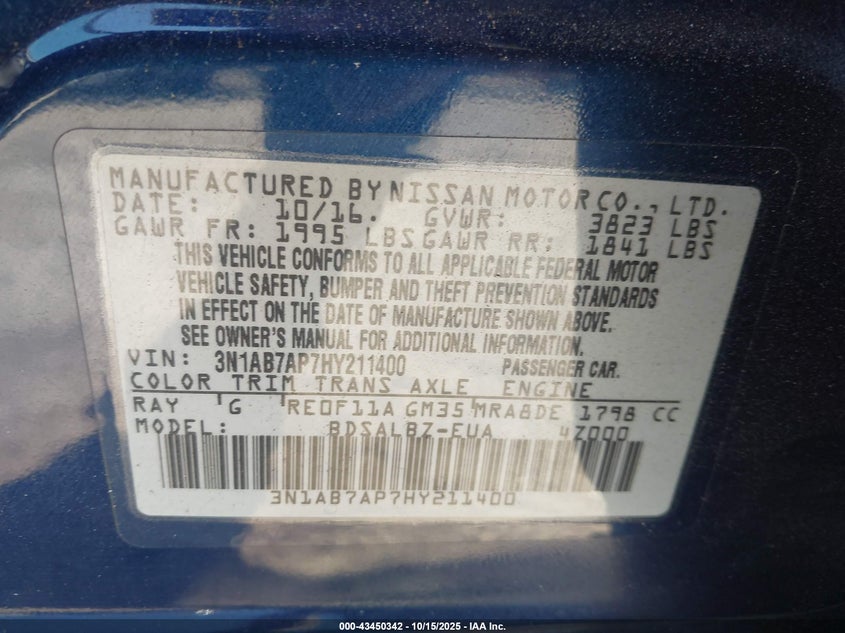 MANUFACTURED BY NISSAN MOTOR CO., LTD.
DATE: 10/16. GVWR: 3823 LBS
GAWR FR: 1995 LBS GAWR RR: 1841 LBS
THIS VEHICLE CONFORMS TO ALL APPLICABLE FEDERAL MOTOR
VEHICLE SAFETY, BUMPER AND THEFT PREVENTION STANDARDS
IN EFFECT ON THE DATE OF MANUFACTURE SHOWN ABOVE.
SEE OWNER'S MANUAL FOR ADDITIONAL INFORMATION.
VIN: 3N1AB7AP7HY211400 PASSENGER CAR.
COLOR TRIM TRANS AXLE ENGINE
RAY G RE0F11A GM35 MRA8DE 1798 CC
MODEL: BDSALBZ-EUA 4Z000
3N1AB7AP7HY211400
000-43450342 - 10/15/2025 - IAA Inc.